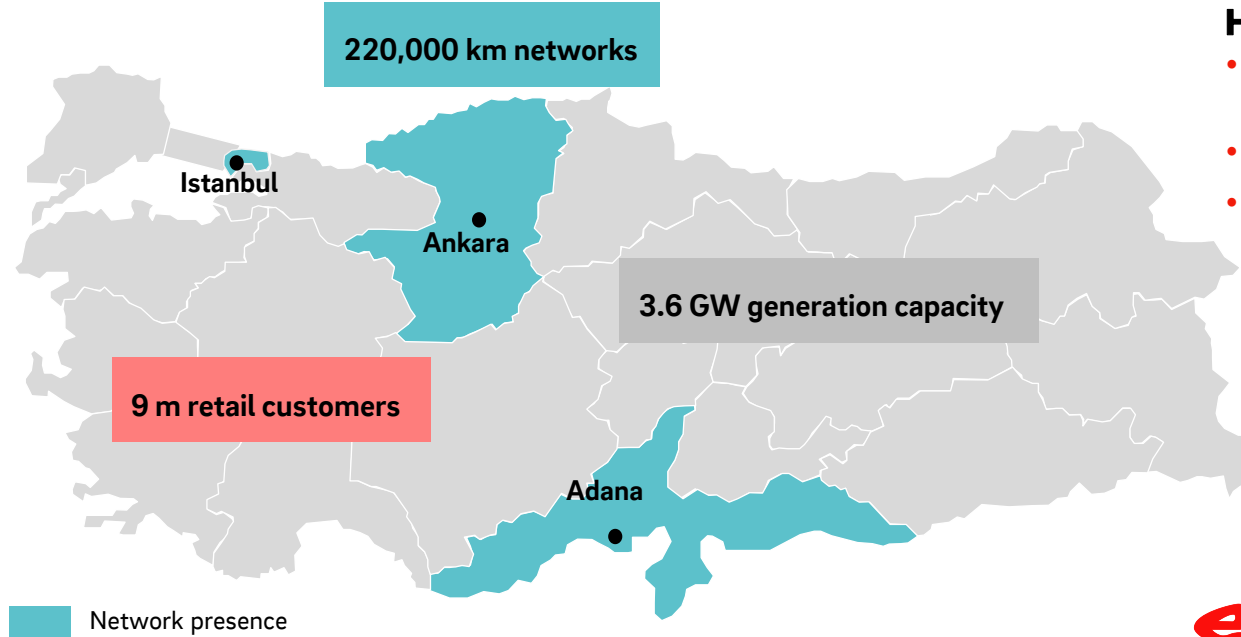 220,000 km networks
H
Istanbul
Ankara
3.6 GW generation capacity
9 m retail customers
Adana
Network presence
e